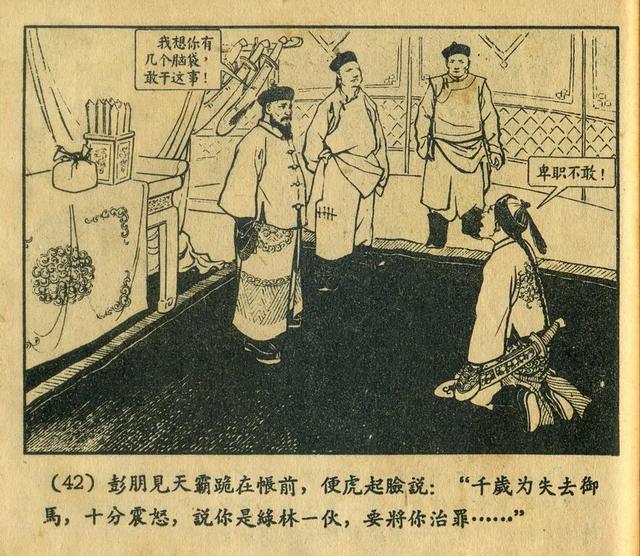 我想你有
几个脑袋，
敢干这事！
卑职不敢！
（42）彭朋見天霸跪在帳前，便虎起臉説：“千歲为失去御
馬，十分震怒，説你是綠林一伙，要將你治罪……”